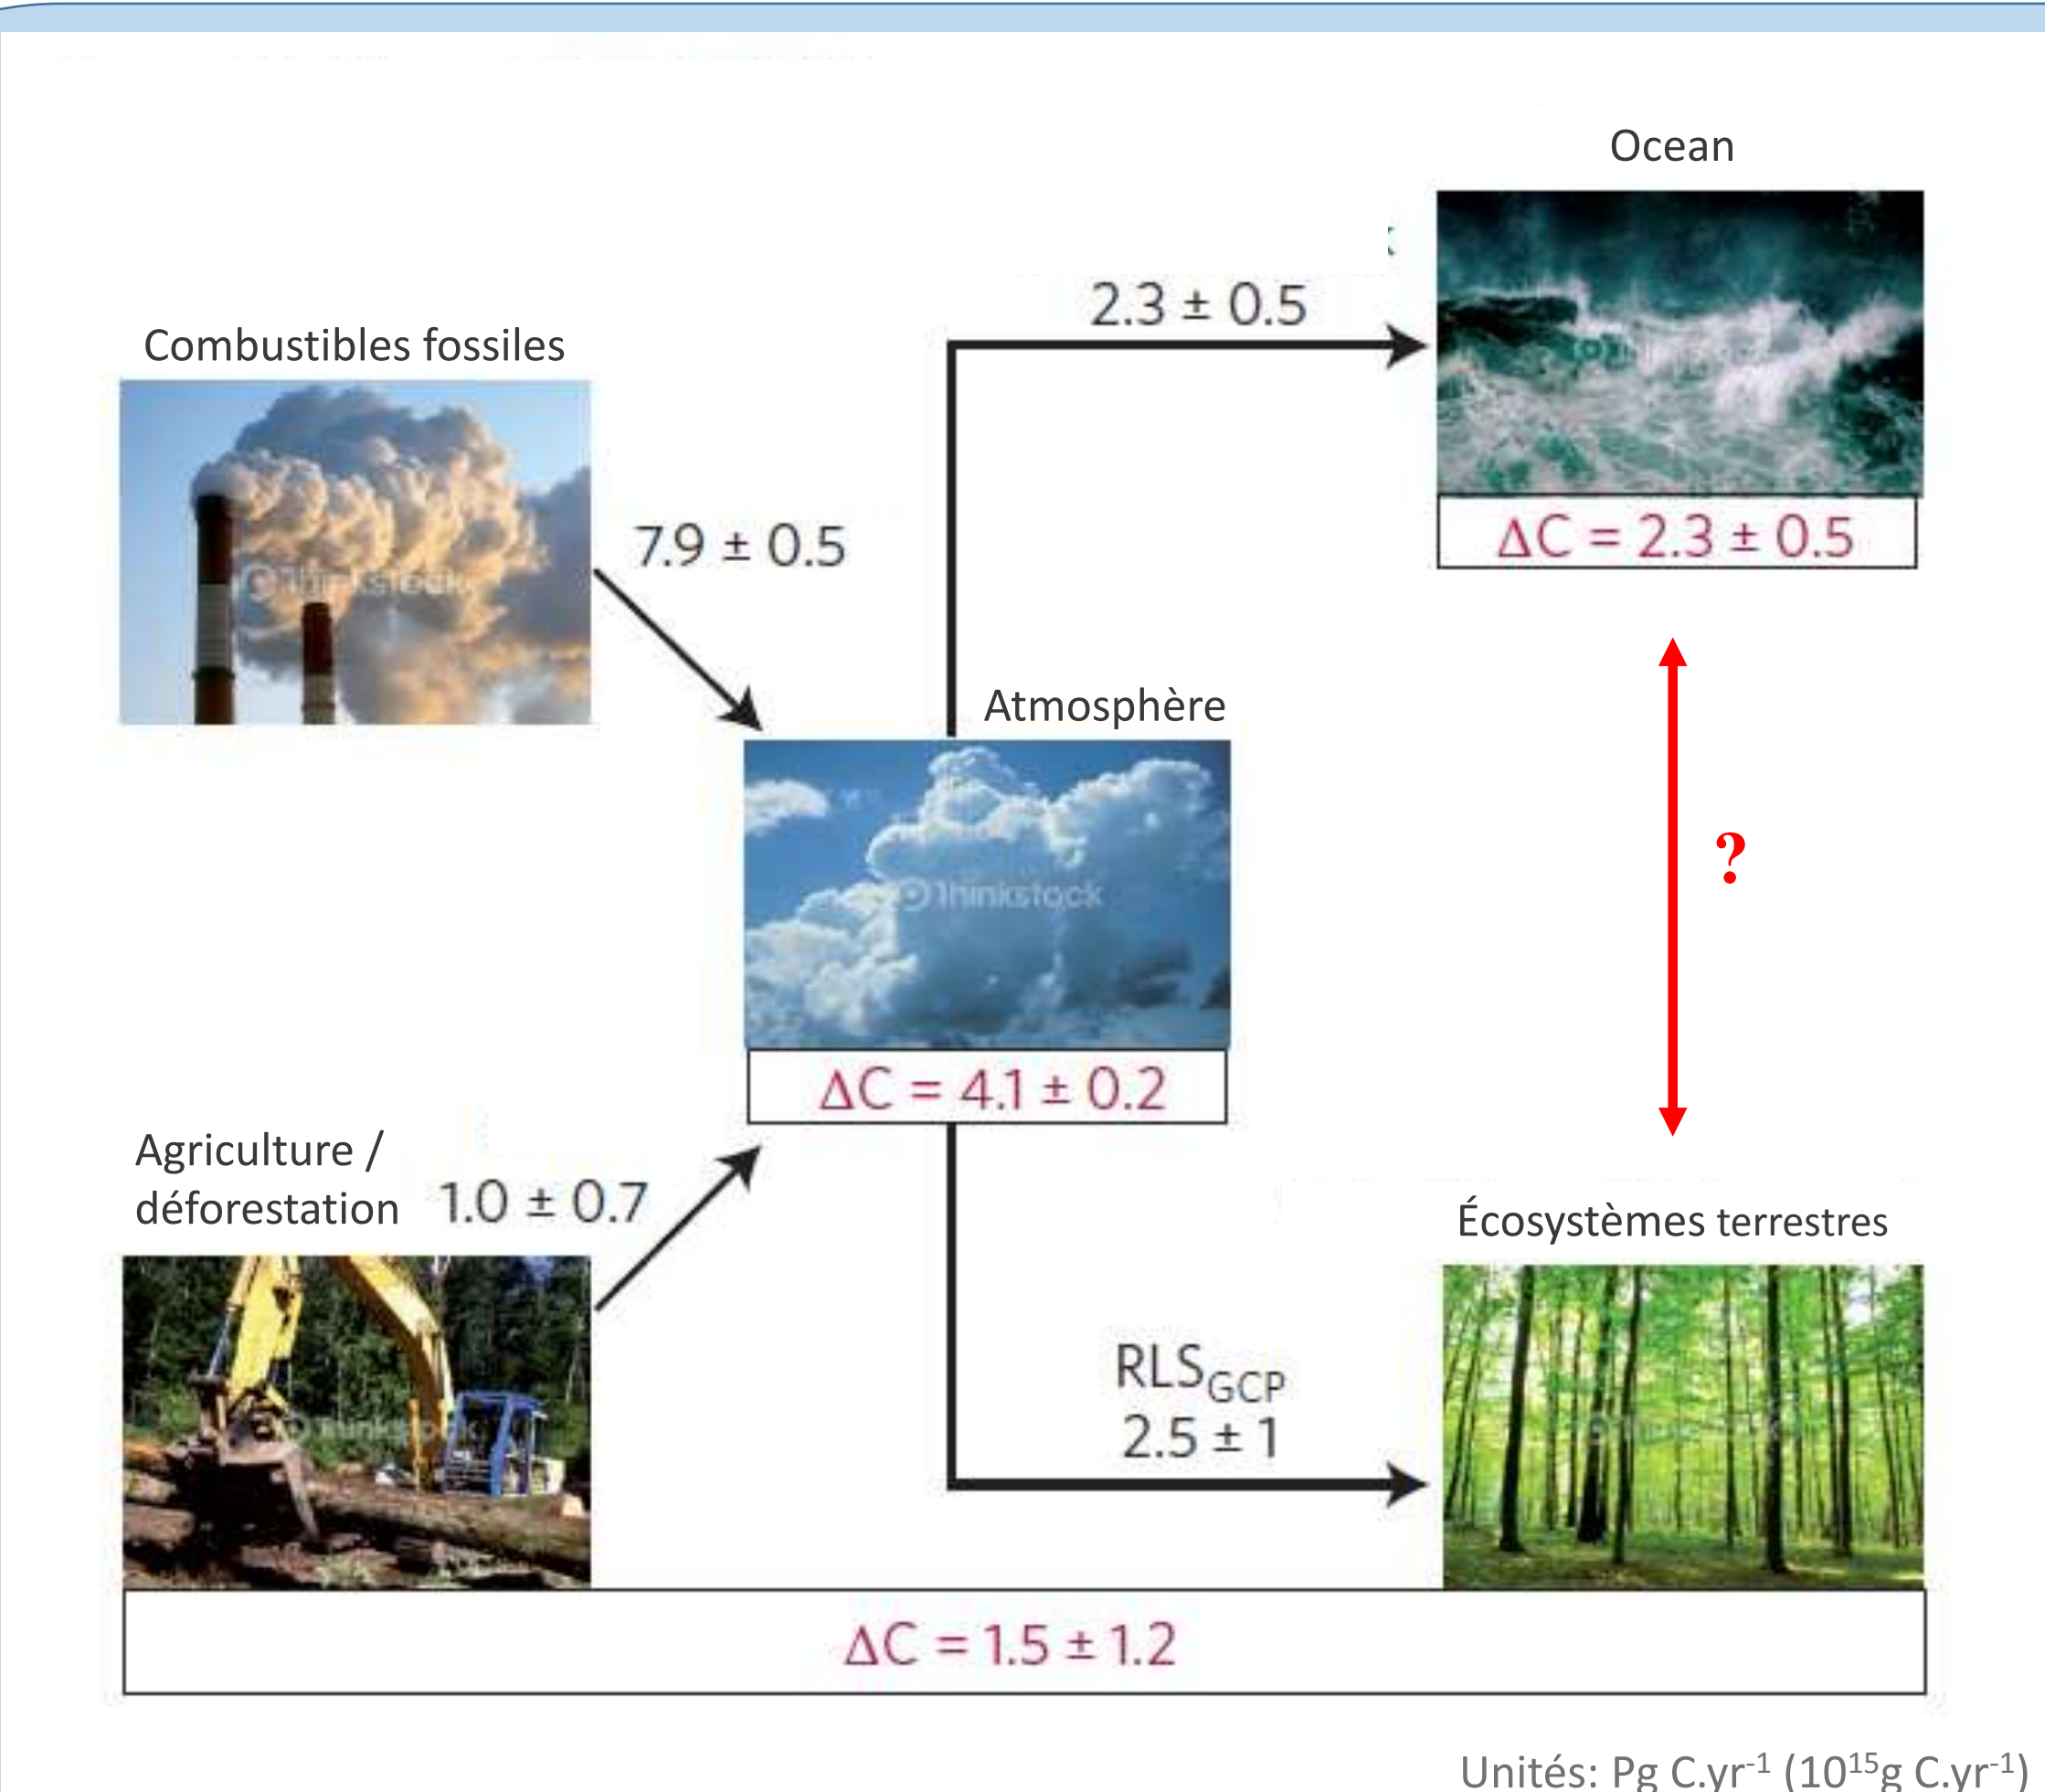 Ocean
2.3 ± 0.5
Combustibles fossiles
ΔC = 2.3 ± 0.5
7.9 ± 0.5
Atmosphère
Thinkstock
?
ΔC = 4.1 ± 0.2
Agriculture /
déforestation
1.0 ± 0.7
Écosystèmes terrestres
RLS_GCP
2.5 ± 1
ΔC = 1.5 ± 1.2
Unités: Pg C.yr⁻¹ (10¹⁵g C.yr⁻¹)